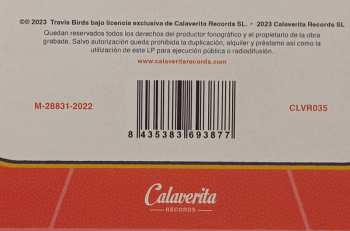 ©℗ 2023 Travis Birds bajo licencia exclusiva de Calaverita Records SL. • 2023 Calaverita Records SL
Quedan reservados todos los derechos del productor fonográfico y el propietario de la obra
grabada. Salvo autorización queda prohibida la duplicación, alquiler y préstamo así como la
utilización de este LP para ejecución pública o radiodifusión.
www.calaveritarecords.com
M-28831-2022
CLVR035
8 435383 693877
Calaverita
RECORDS